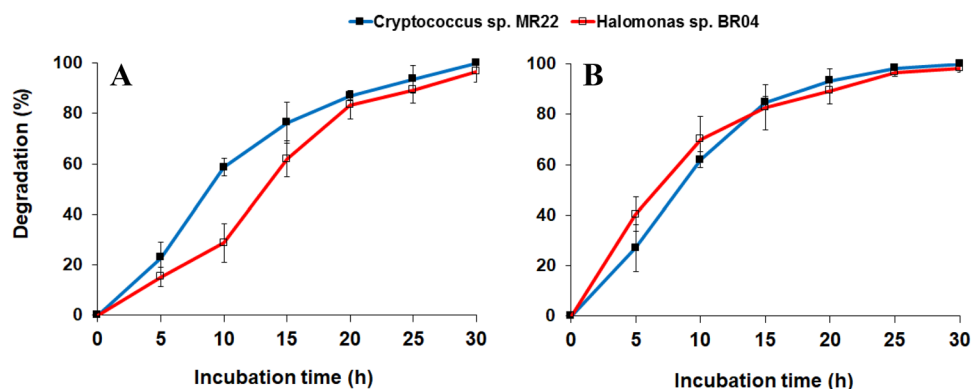 Cryptococcus sp. MR22 Halomonas sp. BR04
A
Degradation (%)
100
80
60
40
20
0
0 5 10 15 20 25 30
Incubation time (h)
B
100
80
60
40
20
0
0 5 10 15 20 25 30
Incubation time (h)